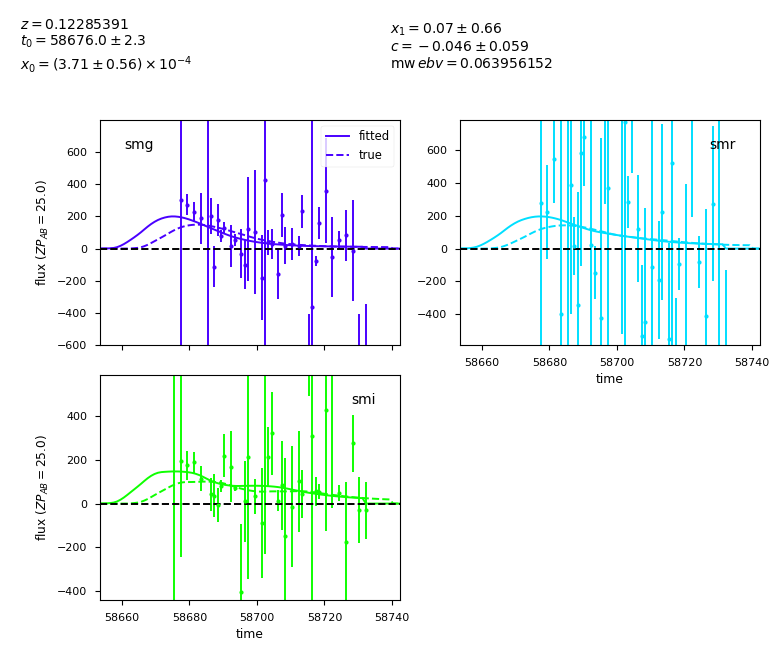 z = 0.12285391
t₀ = 58676.0 ± 2.3
x₀ = (3.71 ± 0.56) × 10⁻⁴
x₁ = 0.07 ± 0.66
c = −0.046 ± 0.059
mw ebv = 0.063956152
smg
fitted
true
600
400
200
0
−200
−400
−600
flux (ZP_AB = 25.0)
smr
600
400
200
0
−200
−400
58660 58680 58700 58720 58740
time
smi
400
200
0
−200
−400
flux (ZP_AB = 25.0)
58660 58680 58700 58720 58740
time